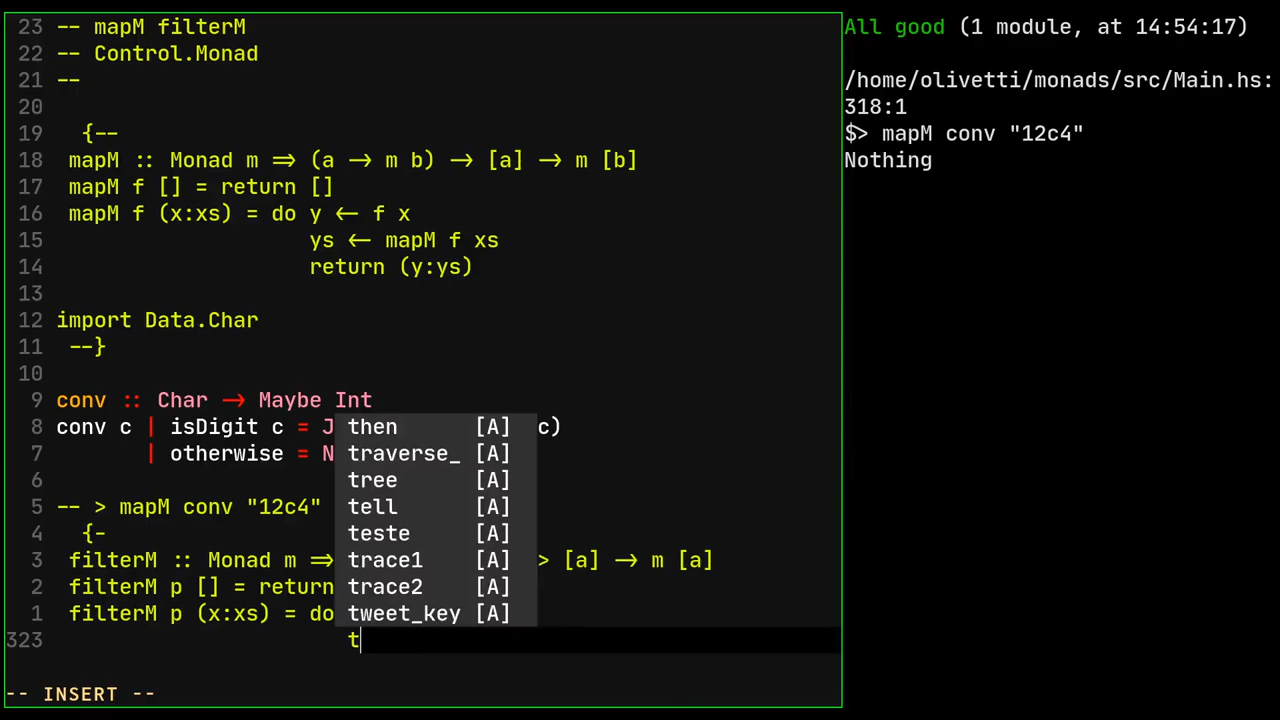 23 -- mapM filterM
22 -- Control.Monad
21 --
20
19 {--
18 mapM :: Monad m => (a -> m b) -> [a] -> m [b]
17 mapM f [] = return []
16 mapM f (x:xs) = do y <- f x
15 ys <- mapM f xs
14 return (y:ys)
13
12 import Data.Char
11 --}
10
9 conv :: Char -> Maybe Int
8 conv c | isDigit c = J then [A] c)
7 | otherwise = N traverse_ [A]
6 tree [A]
5 -- > mapM conv "12c4" tell [A]
4 {- teste [A]
3 filterM :: Monad m => trace1 [A] > [a] -> m [a]
2 filterM p [] = return trace2 [A]
1 filterM p (x:xs) = do tweet_key [A]
323 t
-- INSERT --
All good (1 module, at 14:54:17)
/home/olivetti/monads/src/Main.hs:
318:1
$> mapM conv "12c4"
Nothing